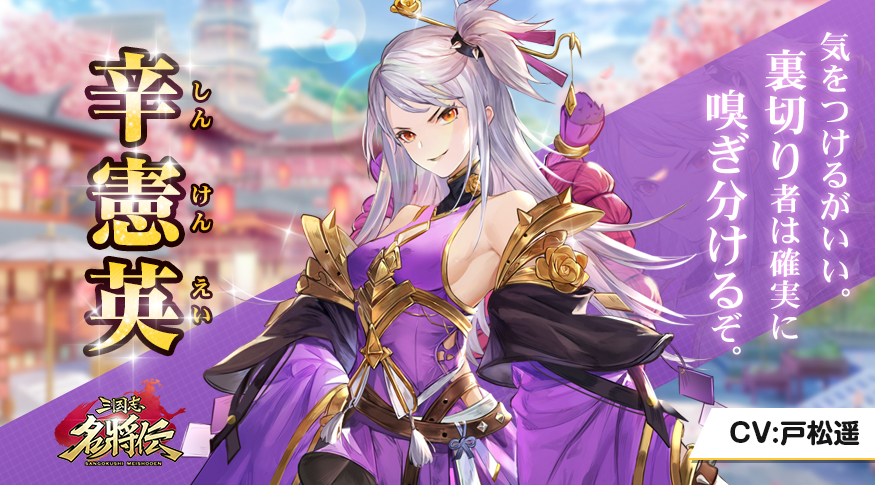 辛憲英
しん
けん
えい
気をつけるがいい。
裏切り者は確実に
嗅ぎ分けるぞ。
三国志
名将伝
SANGOKUSHI MEISHODEN
CV:戸松遥